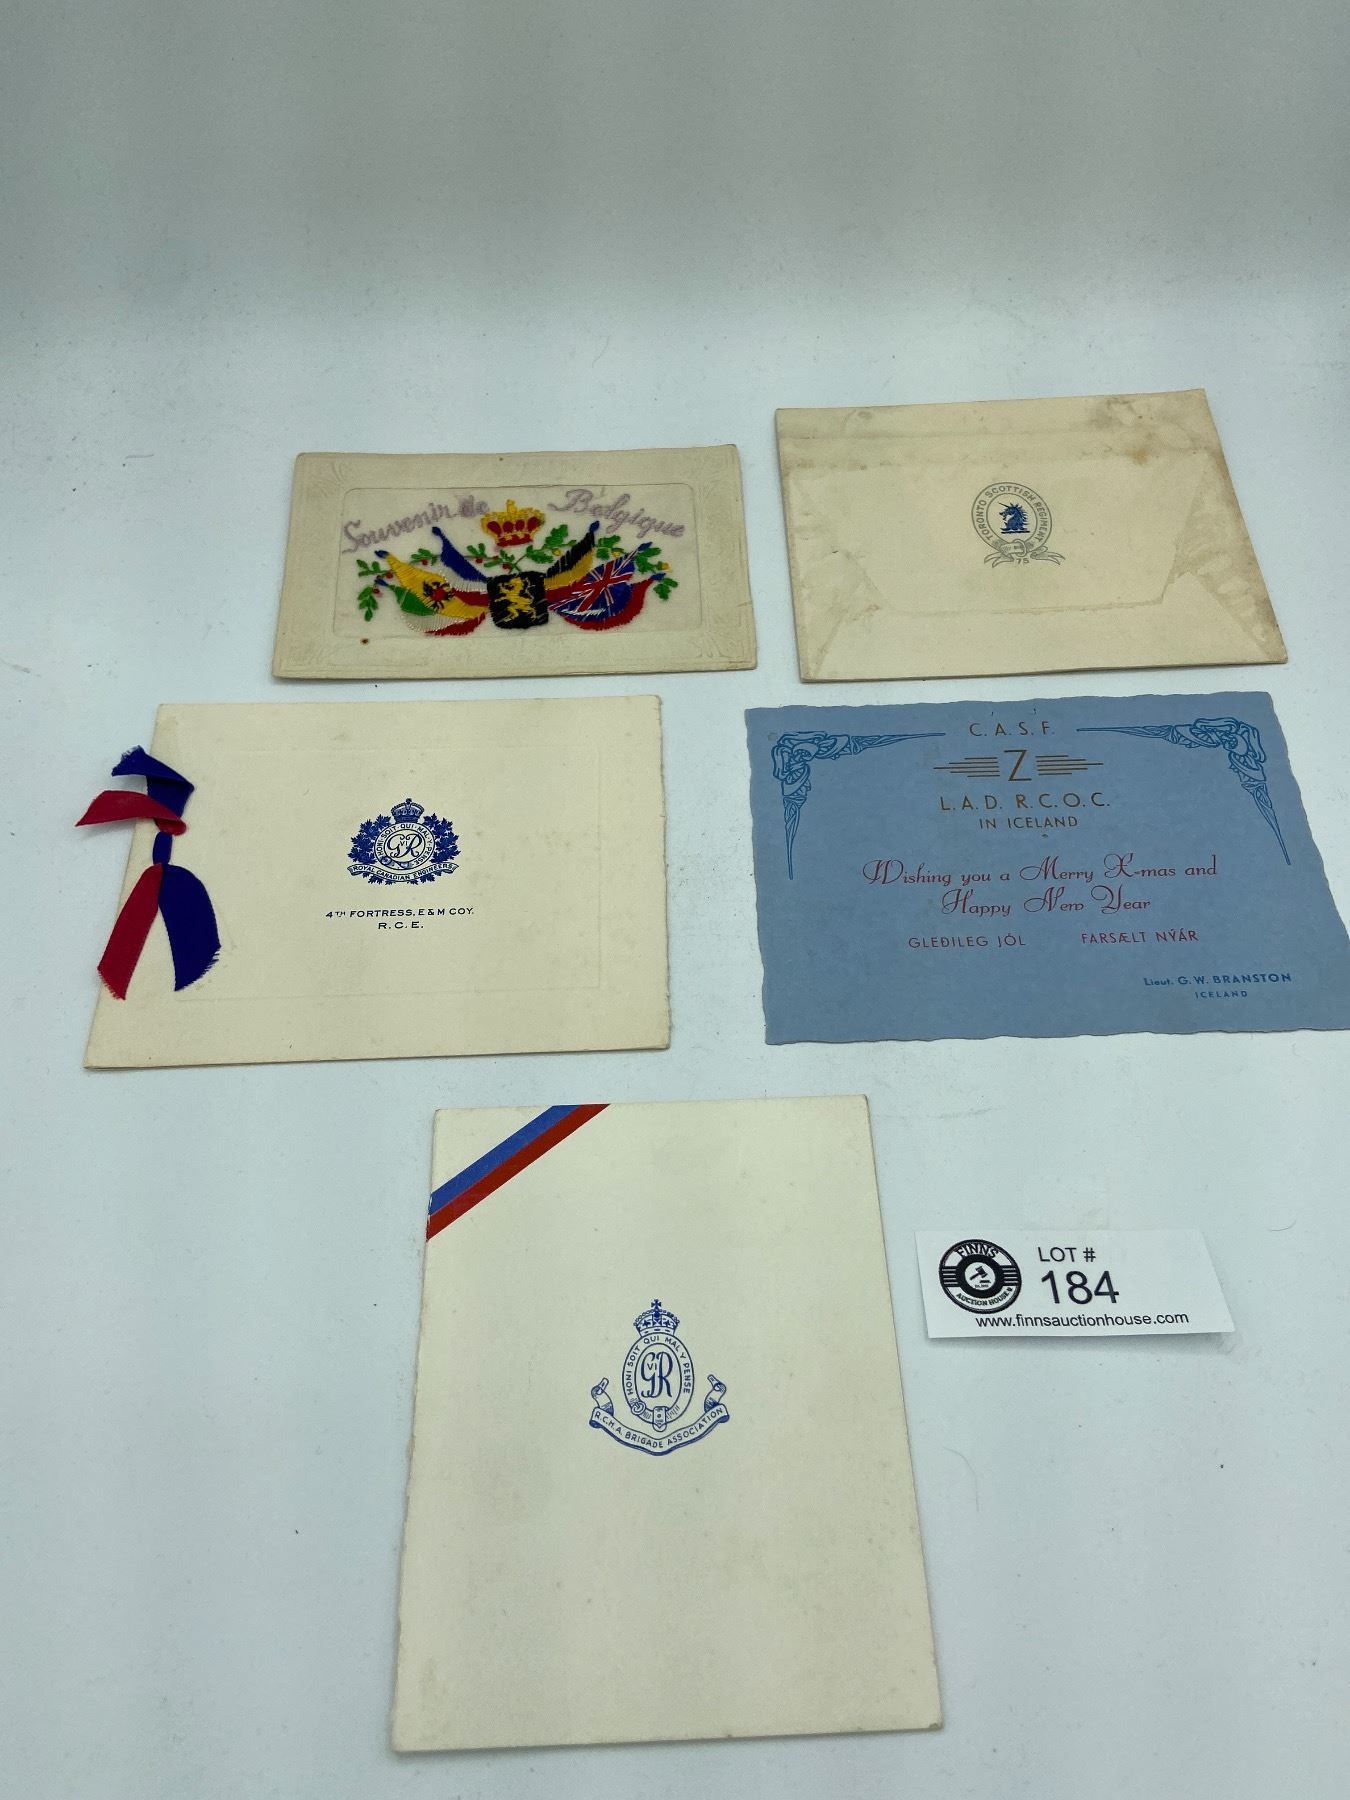 Souvenir de Belgique
TORONTO SCOTTISH REGIMENT
75
HONI SOIT QUI MAL Y PENSE
GVIR
ROYAL CANADIAN ENGINEERS
4TH FORTRESS, E & M COY.
R.C.E.
C. A. S. F.
Z
L. A. D. R. C. O. C.
IN ICELAND
Wishing you a Merry X-mas and
Happy New Year
GLEÐILEG JÓL FARSÆLT NÝÁR
Lieut. G. W. BRANSTON
ICELAND
HONI SOIT QUI MAL Y PENSE
GVIR
R.C.H.A. BRIGADE ASSOCIATION
FINNS
AUCTION HOUSE
LOT #
184
www.finnsauctionhouse.com